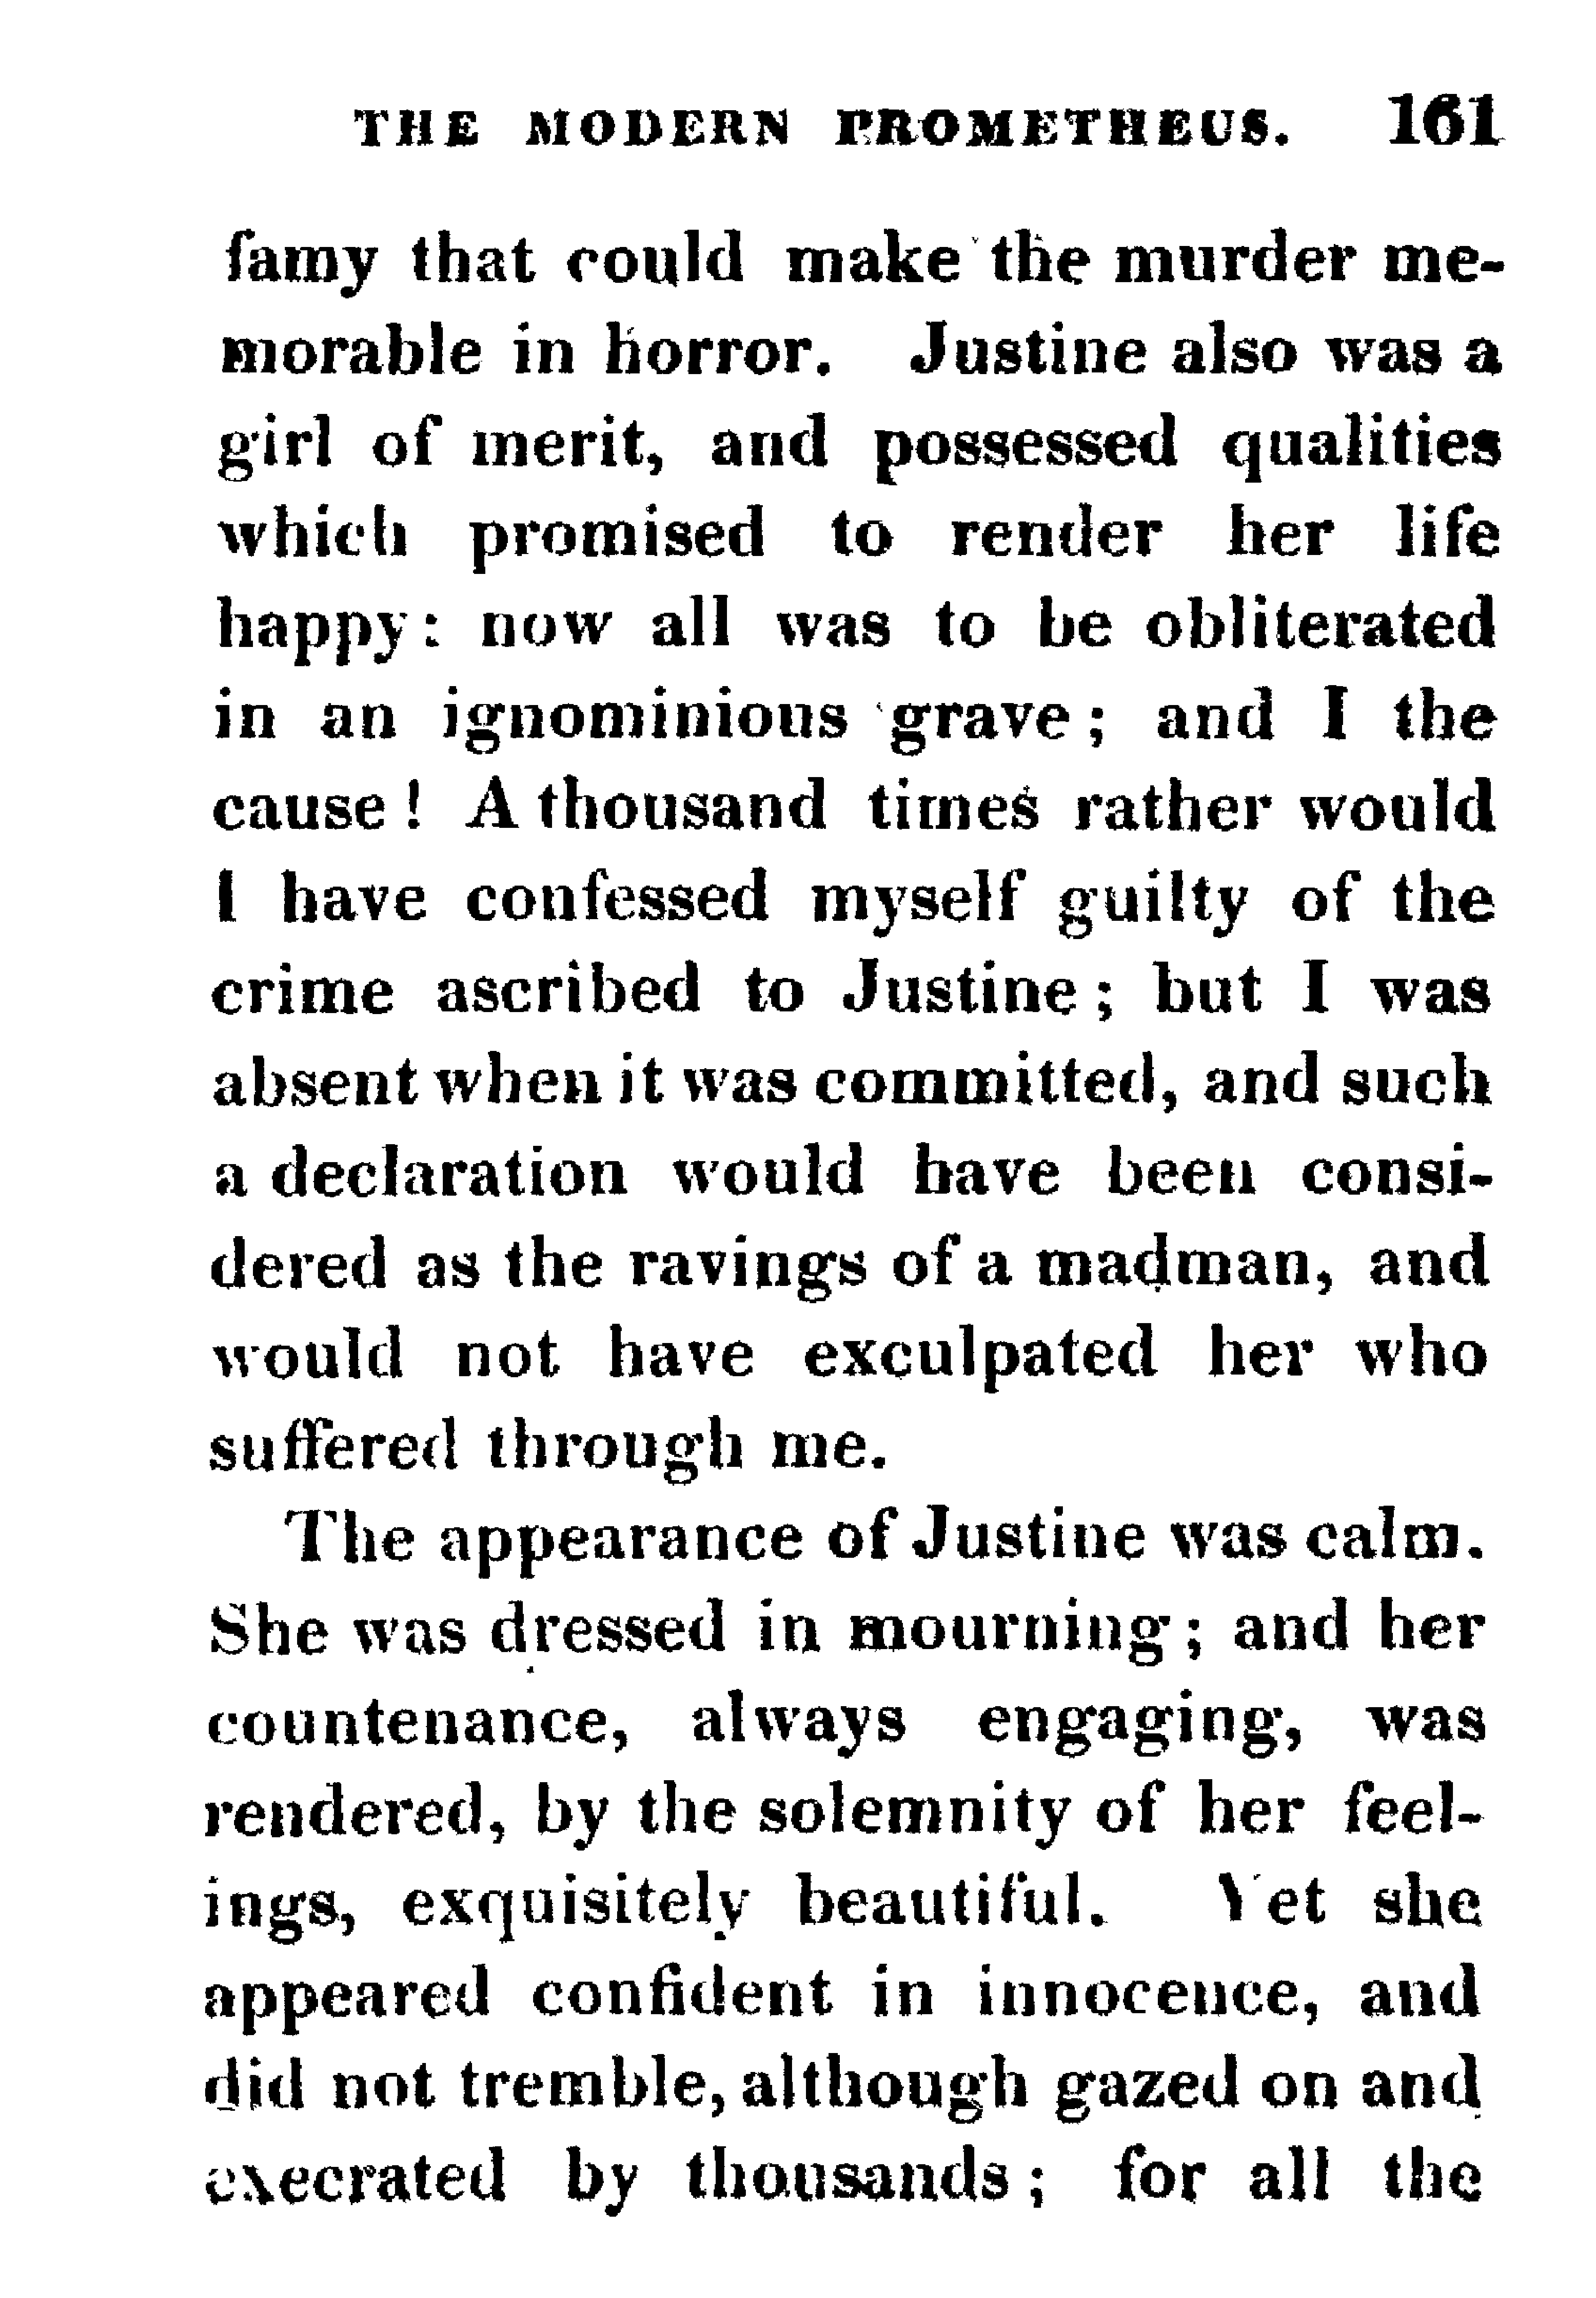 THE MODERN PROMETHEUS. 161
famy that could make the murder me-
morable in horror. Justine also was a
girl of merit, and possessed qualities
which promised to render her life
happy: now all was to be obliterated
in an ignominious grave; and I the
cause! A thousand times rather would
I have confessed myself guilty of the
crime ascribed to Justine; but I was
absent when it was committed, and such
a declaration would have been consi-
dered as the ravings of a madman, and
would not have exculpated her who
suffered through me.
The appearance of Justine was calm.
She was dressed in mourning; and her
countenance, always engaging, was
rendered, by the solemnity of her feel-
ings, exquisitely beautiful. Yet she
appeared confident in innocence, and
did not tremble, although gazed on and
execrated by thousands; for all the